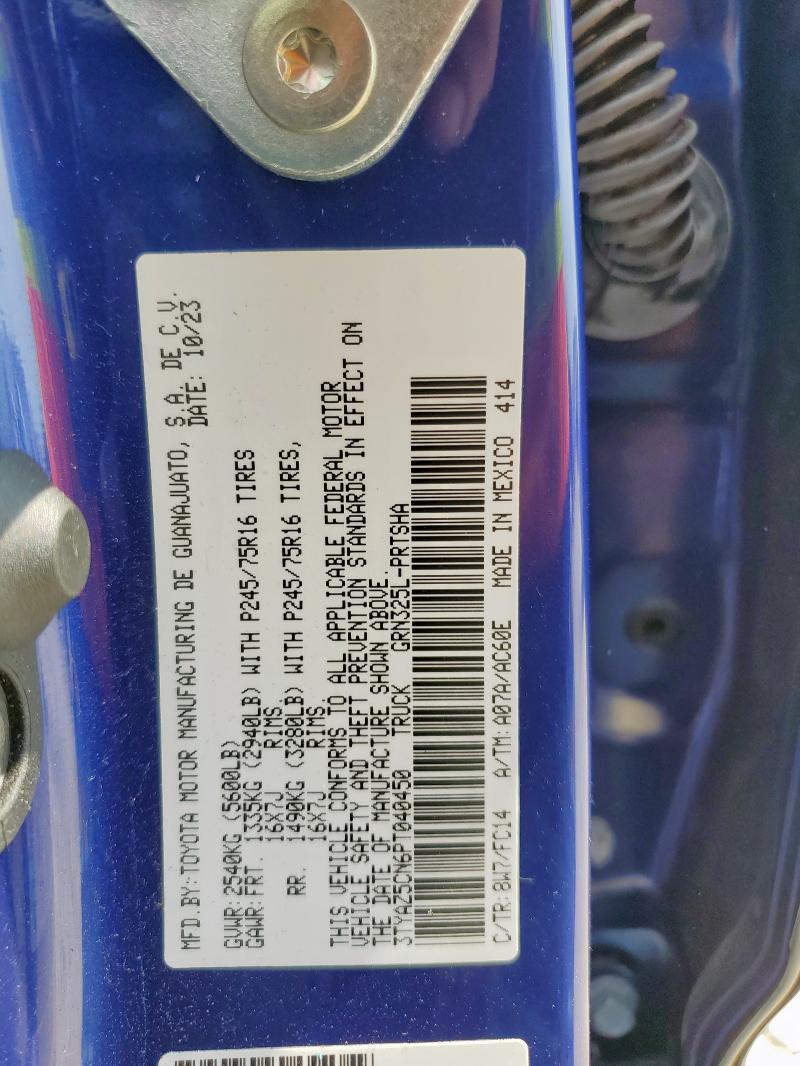 MFD.BY: TOYOTA MOTOR MANUFACTURING DE GUANAJUATO, S.A. DE C.V.
DATE: 10/23
GVWR: 2540KG (5600LB)
GAWR: FRT. 1335KG (2940LB) WITH P245/75R16 TIRES
16X7J RIMS.
RR. 1490KG (3280LB) WITH P245/75R16 TIRES,
16X7J RIMS.
THIS VEHICLE CONFORMS TO ALL APPLICABLE FEDERAL MOTOR
VEHICLE SAFETY AND THEFT PREVENTION STANDARDS IN EFFECT ON
THE DATE OF MANUFACTURE SHOWN ABOVE.
3TYAZ5CN6PT040450 TRUCK GRN325L-PRTSHA
C/TR: 8W7/FC14 A/TM: A07A/AC60E MADE IN MEXICO 414